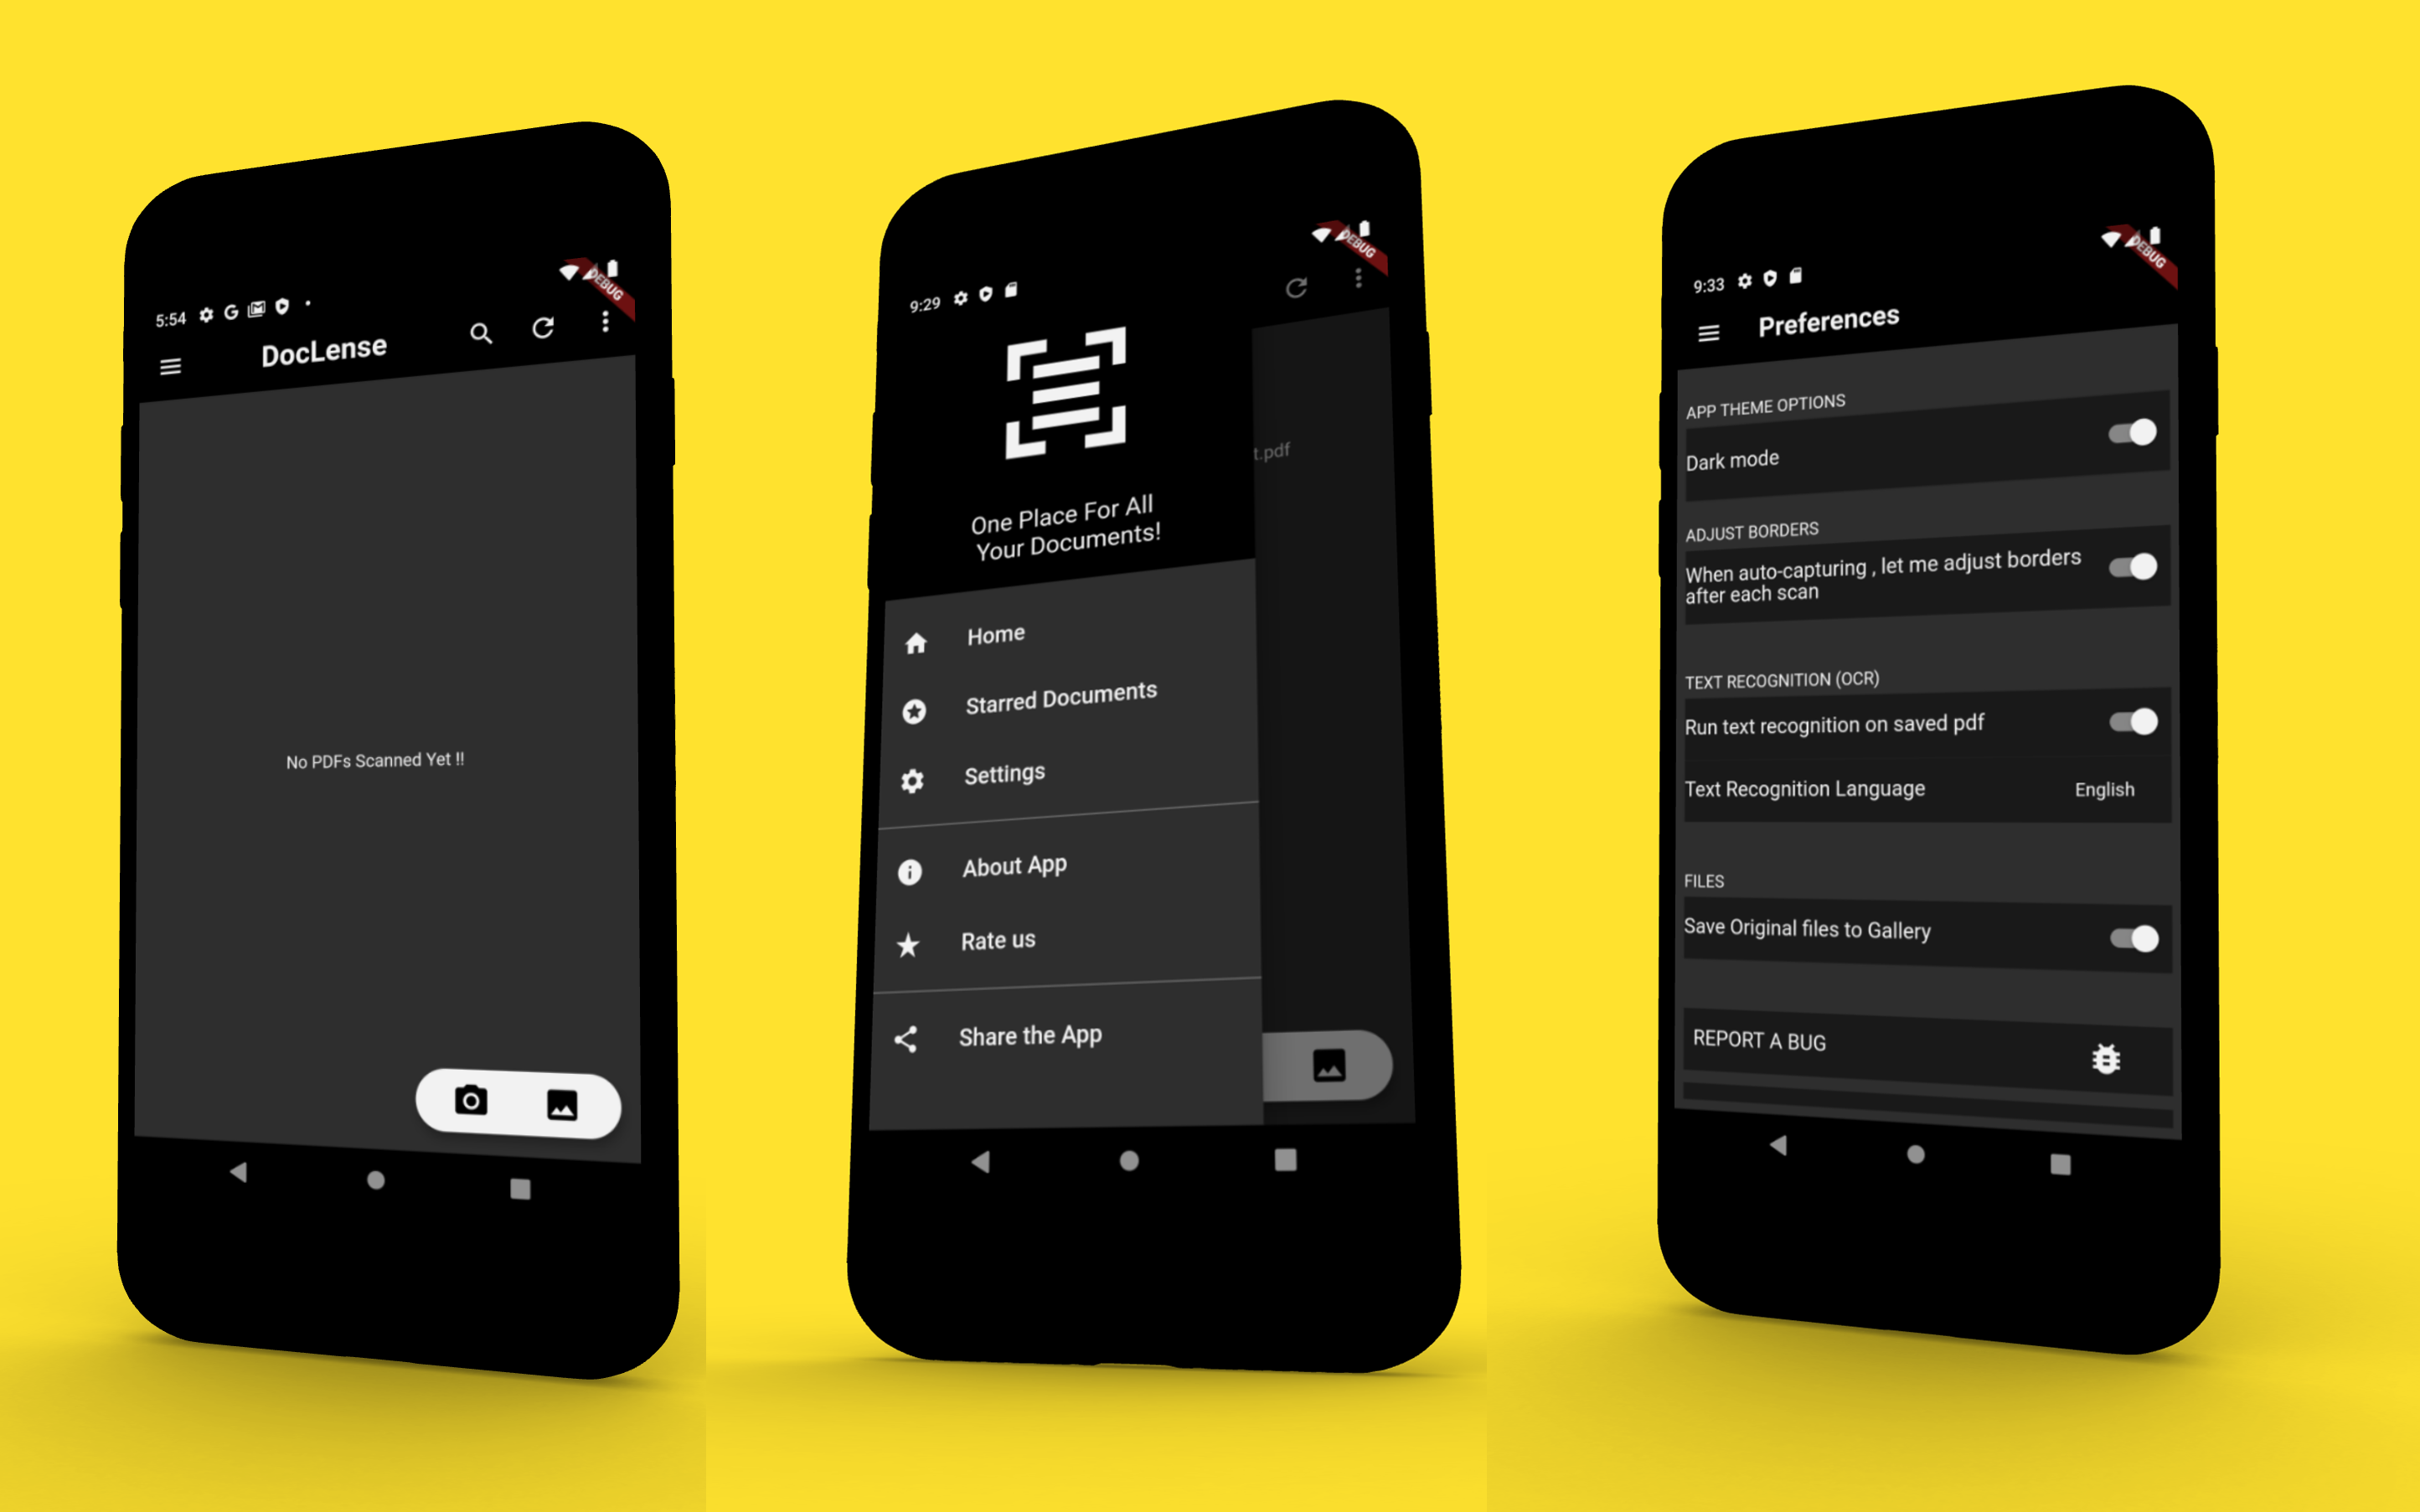 5:54
DEBUG
DocLense
No PDFs Scanned Yet !!
9:29
DEBUG
t.pdf
One Place For All
Your Documents!
Home
Starred Documents
Settings
About App
Rate us
Share the App
9:33
DEBUG
Preferences
APP THEME OPTIONS
Dark mode
ADJUST BORDERS
When auto-capturing , let me adjust borders
after each scan
TEXT RECOGNITION (OCR)
Run text recognition on saved pdf
Text Recognition Language English
FILES
Save Original files to Gallery
REPORT A BUG